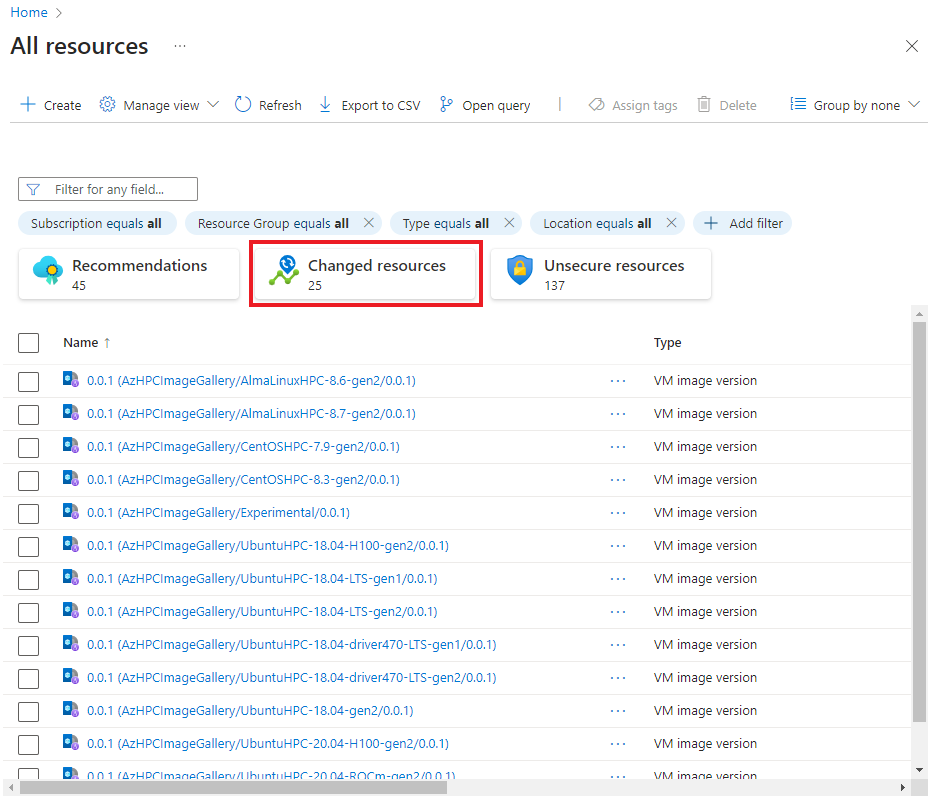 Home
All resources
Create Manage view Refresh Export to CSV Open query Assign tags Delete Group by none
Filter for any field...
Subscription equals all Resource Group equals all Type equals all Location equals all Add filter
Recommendations Changed resources Unsecure resources
45 25 137
Name ↑ Type
0.0.1 (AzHPCImageGallery/AlmaLinuxHPC-8.6-gen2/0.0.1) ... VM image version
0.0.1 (AzHPCImageGallery/AlmaLinuxHPC-8.7-gen2/0.0.1) ... VM image version
0.0.1 (AzHPCImageGallery/CentOSHPC-7.9-gen2/0.0.1) ... VM image version
0.0.1 (AzHPCImageGallery/CentOSHPC-8.3-gen2/0.0.1) ... VM image version
0.0.1 (AzHPCImageGallery/Experimental/0.0.1) ... VM image version
0.0.1 (AzHPCImageGallery/UbuntuHPC-18.04-H100-gen2/0.0.1) ... VM image version
0.0.1 (AzHPCImageGallery/UbuntuHPC-18.04-LTS-gen1/0.0.1) ... VM image version
0.0.1 (AzHPCImageGallery/UbuntuHPC-18.04-LTS-gen2/0.0.1) ... VM image version
0.0.1 (AzHPCImageGallery/UbuntuHPC-18.04-driver470-LTS-gen1/0.0.1) ... VM image version
0.0.1 (AzHPCImageGallery/UbuntuHPC-18.04-driver470-LTS-gen2/0.0.1) ... VM image version
0.0.1 (AzHPCImageGallery/UbuntuHPC-18.04-gen2/0.0.1) ... VM image version
0.0.1 (AzHPCImageGallery/UbuntuHPC-20.04-H100-gen2/0.0.1) ... VM image version
0.0.1 (AzHPCImageGallery/UbuntuHPC-20.04-ROCm-gen2/0.0.1) ... VM image version